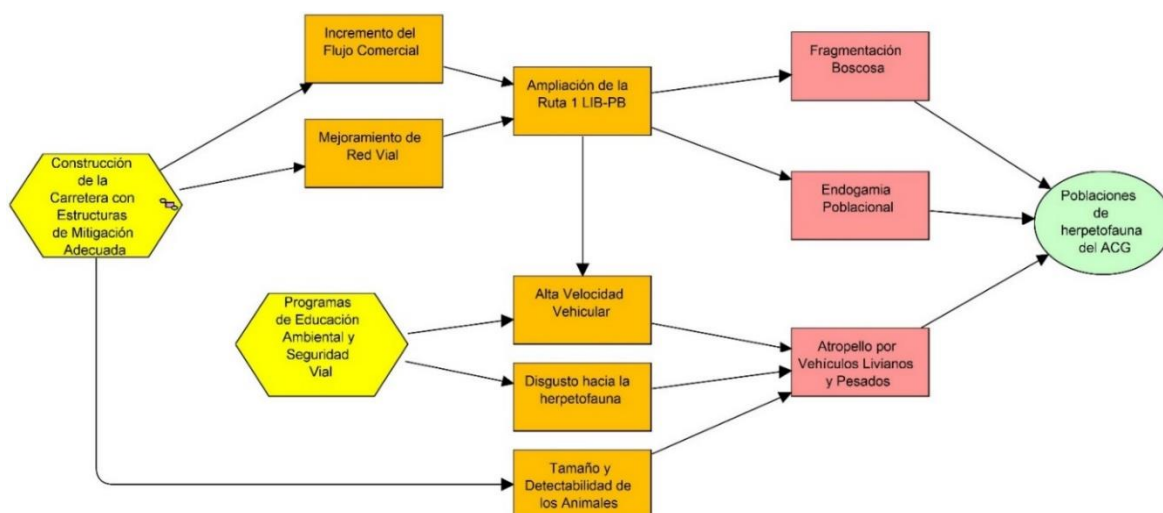 Incremento del
Flujo Comercial
Mejoramiento de
Red Vial
Ampliación de la
Ruta 1 LIB-PB
Fragmentación
Boscosa
Endogamia
Poblacional
Construcción
de la
Carretera con
Estructuras
de Mitigación
Adecuada
Poblaciones
de
herpetofauna
del ACG
Programas
de Educación
Ambiental y
Seguridad
Vial
Alta Velocidad
Vehicular
Disgusto hacia la
herpetofauna
Tamaño y
Detectabilidad de
los Animales
Atropello por
Vehículos Livianos
y Pesados